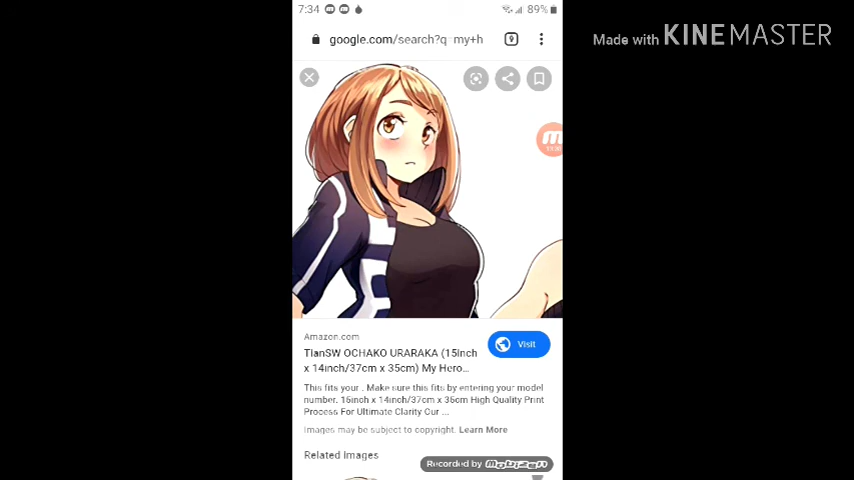 7:34
89%
Made with KINEMASTER
google.com/search?q=my+h
Amazon.com
TianSW OCHAKO URARAKA (15inch
x 14inch/37cm x 35cm) My Hero...
Visit
This fits your . Make sure this fits by entering your model
number. 15inch x 14inch/37cm x 35cm High Quality Print
Process For Ultimate Clarity Our ...
Images may be subject to copyright. Learn More
Related Images
Recorded by mobizen